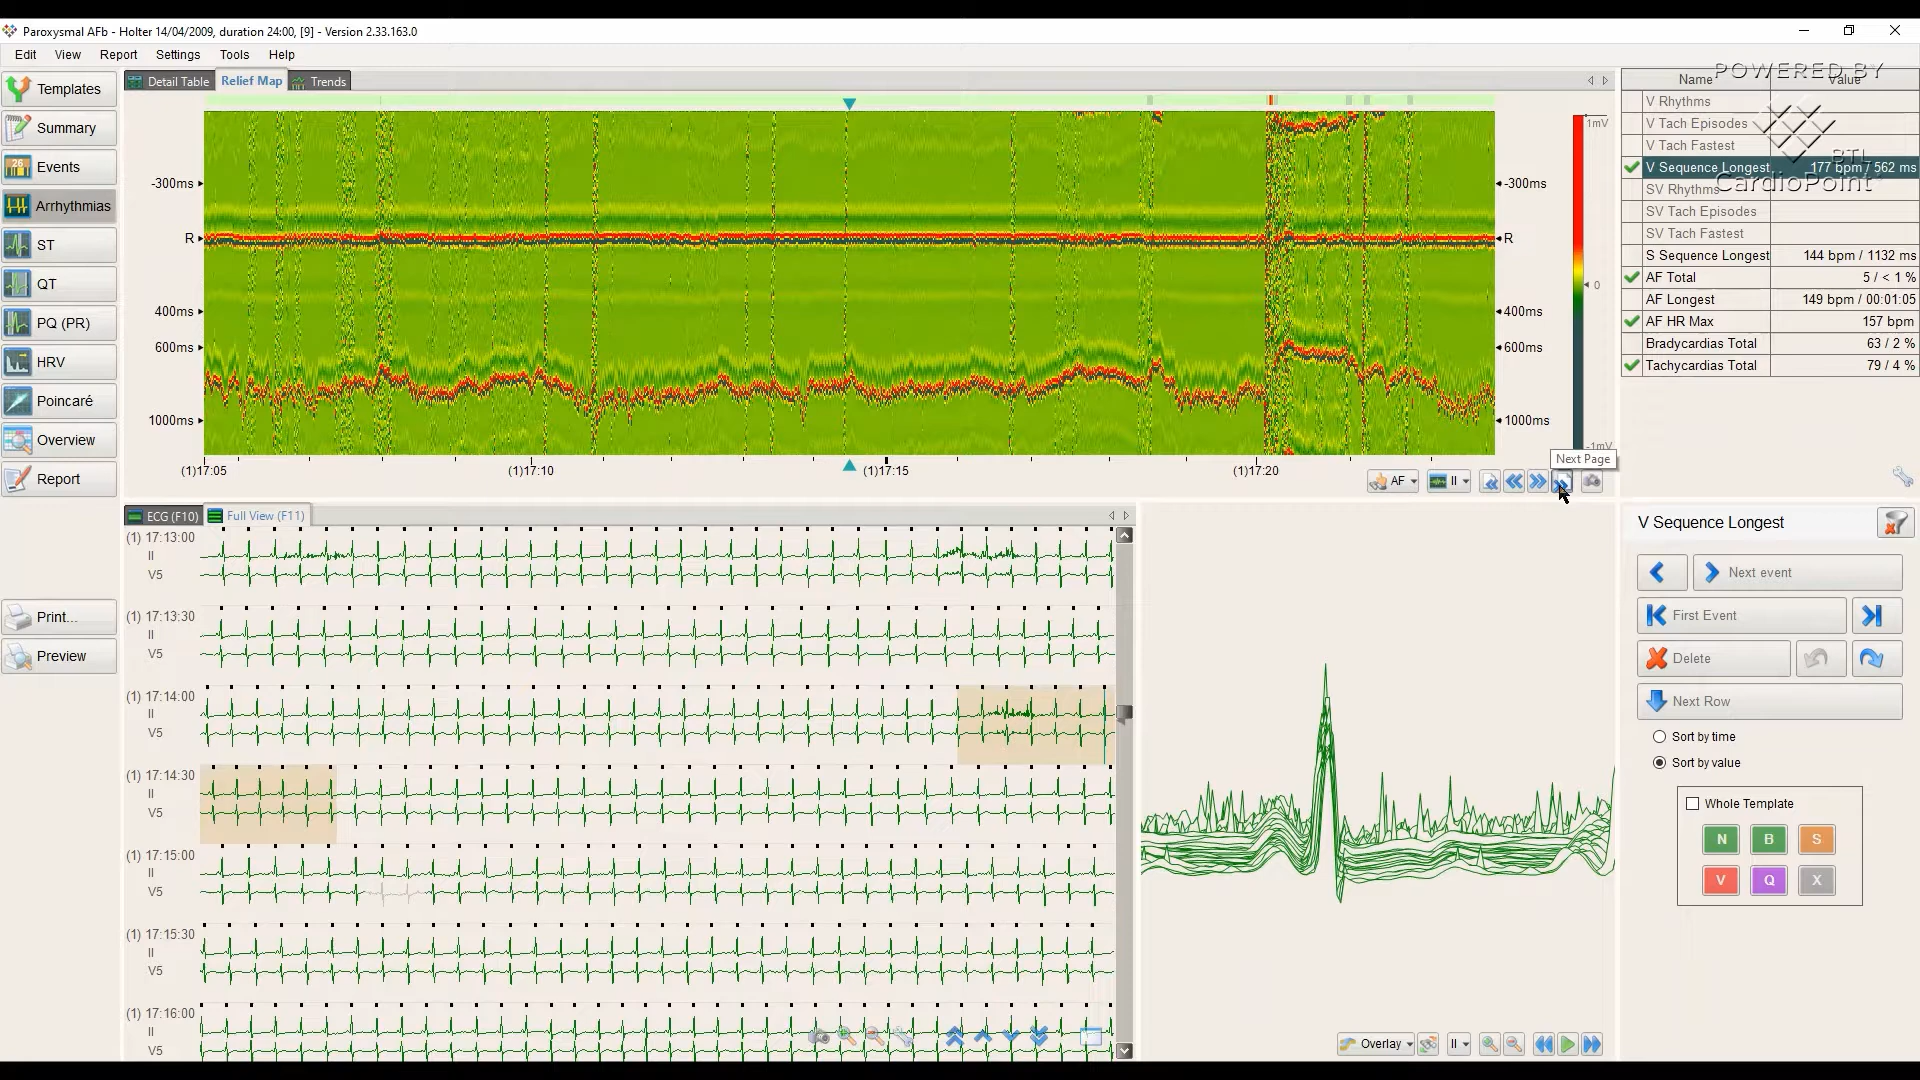 Paroxysmal AFb - Holter 14/04/2009, duration 24:00, [9] - Version 2.33.163.0
Edit View Report Settings Tools Help
Templates
Summary
26
Events
Arrhythmias
ST
QT
PQ (PR)
HRV
Poincaré
Overview
Report
Print...
Preview
Detail Table Relief Map Trends
-300ms
R
400ms
600ms
1000ms
-300ms
R
400ms
600ms
1000ms
1mV
0
-1mV
(1)17:05 (1)17:10 (1)17:15 (1)17:20
Next Page
AF II
Name Value
POWERED BY
BTL
CardioPoint
V Rhythms
V Tach Episodes
V Tach Fastest
V Sequence Longest 177 bpm / 562 ms
SV Rhythms
SV Tach Episodes
SV Tach Fastest
S Sequence Longest 144 bpm / 1132 ms
AF Total 5 / < 1 %
AF Longest 149 bpm / 00:01:05
AF HR Max 157 bpm
Bradycardias Total 63 / 2 %
Tachycardias Total 79 / 4 %
ECG (F10) Full View (F11)
(1) 17:13:00
II
V5
(1) 17:13:30
II
V5
(1) 17:14:00
II
V5
(1) 17:14:30
II
V5
(1) 17:15:00
II
V5
(1) 17:15:30
II
V5
(1) 17:16:00
II
V5
Overlay II
V Sequence Longest
Next event
First Event
Delete
Next Row
Sort by time
Sort by value
Whole Template
N B S
V Q X